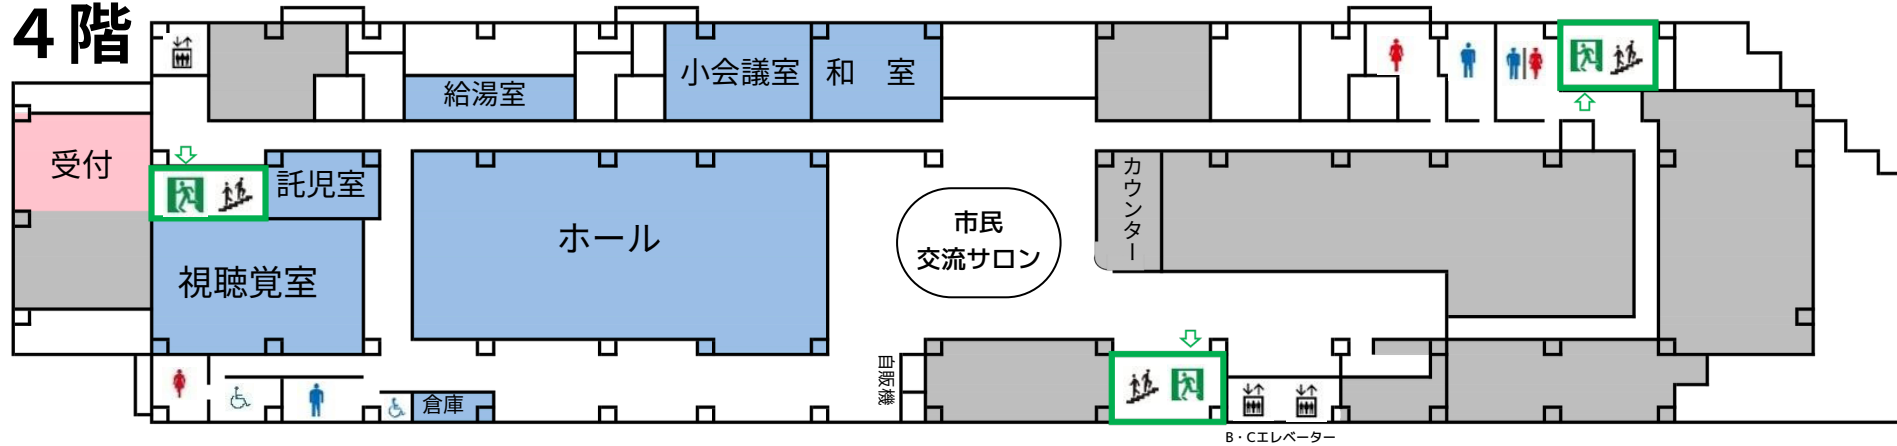 4階
小会議室
和 室
給湯室
受付
託児室
カウンター
市民
交流サロン
ホール
視聴覚室
自販機
倉庫
B・Cエレベーター